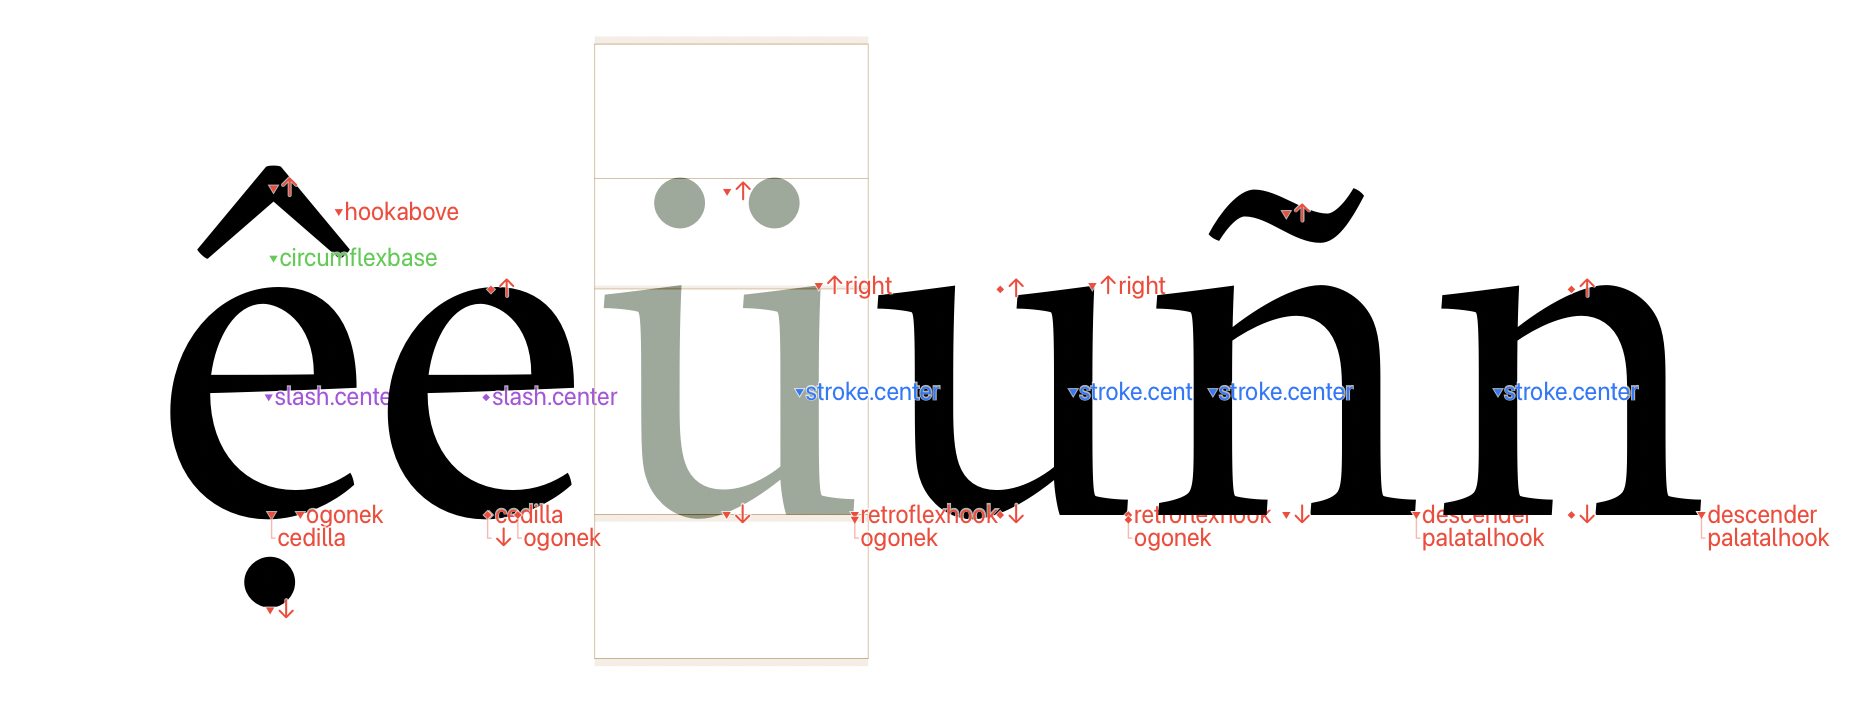 hookabove
circumflexbase
ệeüuñn
right
right
slash.cente
slash.center
stroke.center
stroke.cent
stroke.center
stroke.center
ogonek
cedilla
cedilla
ogonek
retroflexhook
ogonek
retroflexhook
ogonek
descender
palatalhook
descender
palatalhook